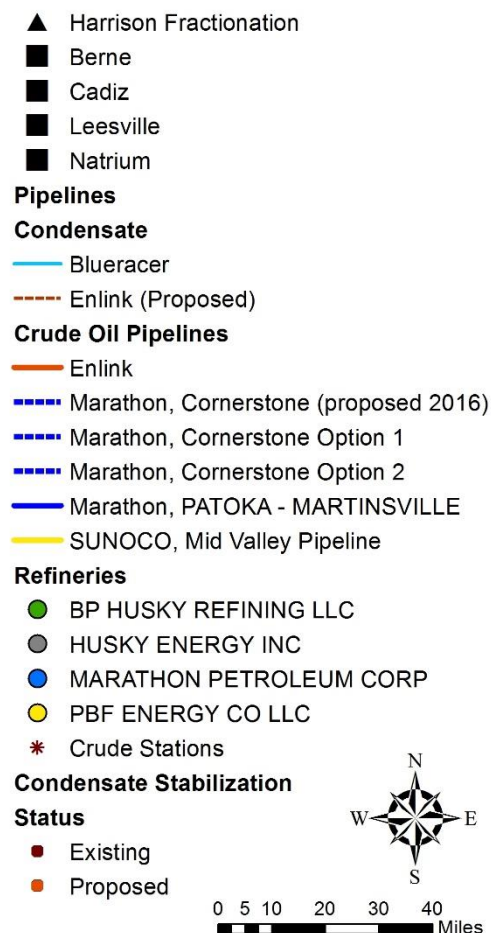 Harrison Fractionation
Berne
Cadiz
Leesville
Natrium
Pipelines
Condensate
Blueracer
Enlink (Proposed)
Crude Oil Pipelines
Enlink
Marathon, Cornerstone (proposed 2016)
Marathon, Cornerstone Option 1
Marathon, Cornerstone Option 2
Marathon, PATOKA - MARTINSVILLE
SUNOCO, Mid Valley Pipeline
Refineries
BP HUSKY REFINING LLC
HUSKY ENERGY INC
MARATHON PETROLEUM CORP
PBF ENERGY CO LLC
Crude Stations
Condensate Stabilization
Status
Existing
Proposed
N
W E
S
0 5 10 20 30 40
Miles